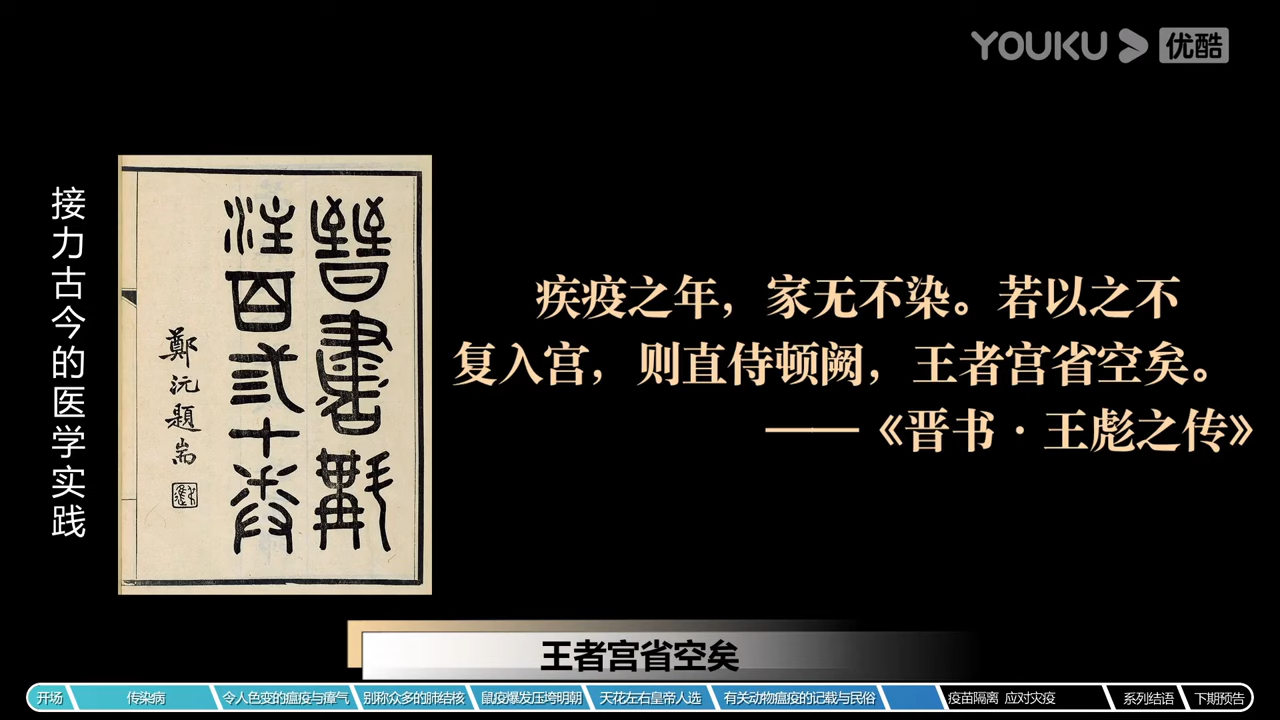 YOUKU 优酷
接力古今的医学实践
晋書斠
注百弎十卷
鄭沅題耑
疾疫之年，家无不染。若以之不
复入宫，则直侍顿阙，王者宫省空矣。
——《晋书·王彪之传》
王者宫省空矣
开场 传染病 令人色变的瘟疫与瘴气 别称众多的肺结核 鼠疫爆发压垮明朝 天花左右皇帝人选 有关动物瘟疫的记载与民俗 疫苗隔离 应对灾疫 系列结语 下期预告